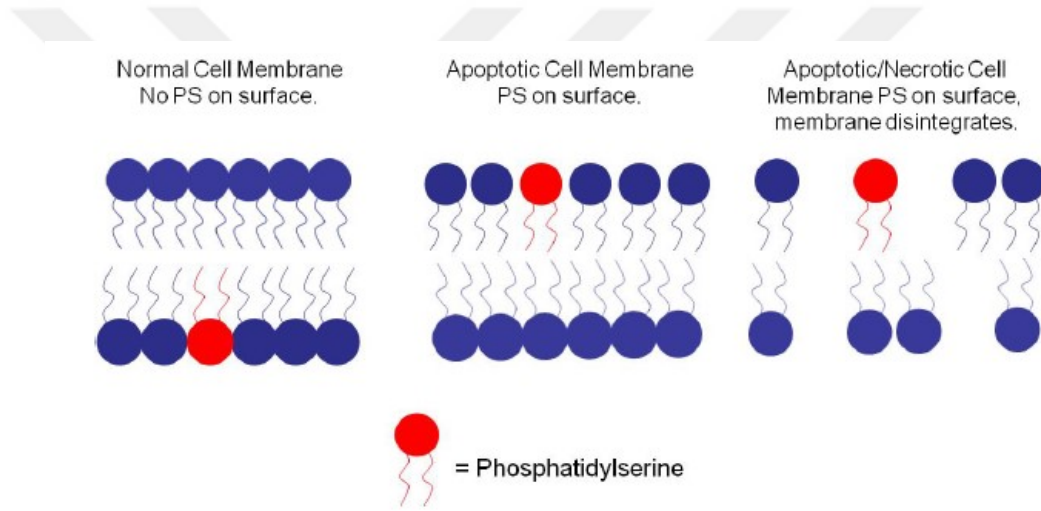 Normal Cell Membrane
No PS on surface.
Apoptotic Cell Membrane
PS on surface.
Apoptotic/Necrotic Cell
Membrane PS on surface,
membrane disintegrates.
= Phosphatidylserine